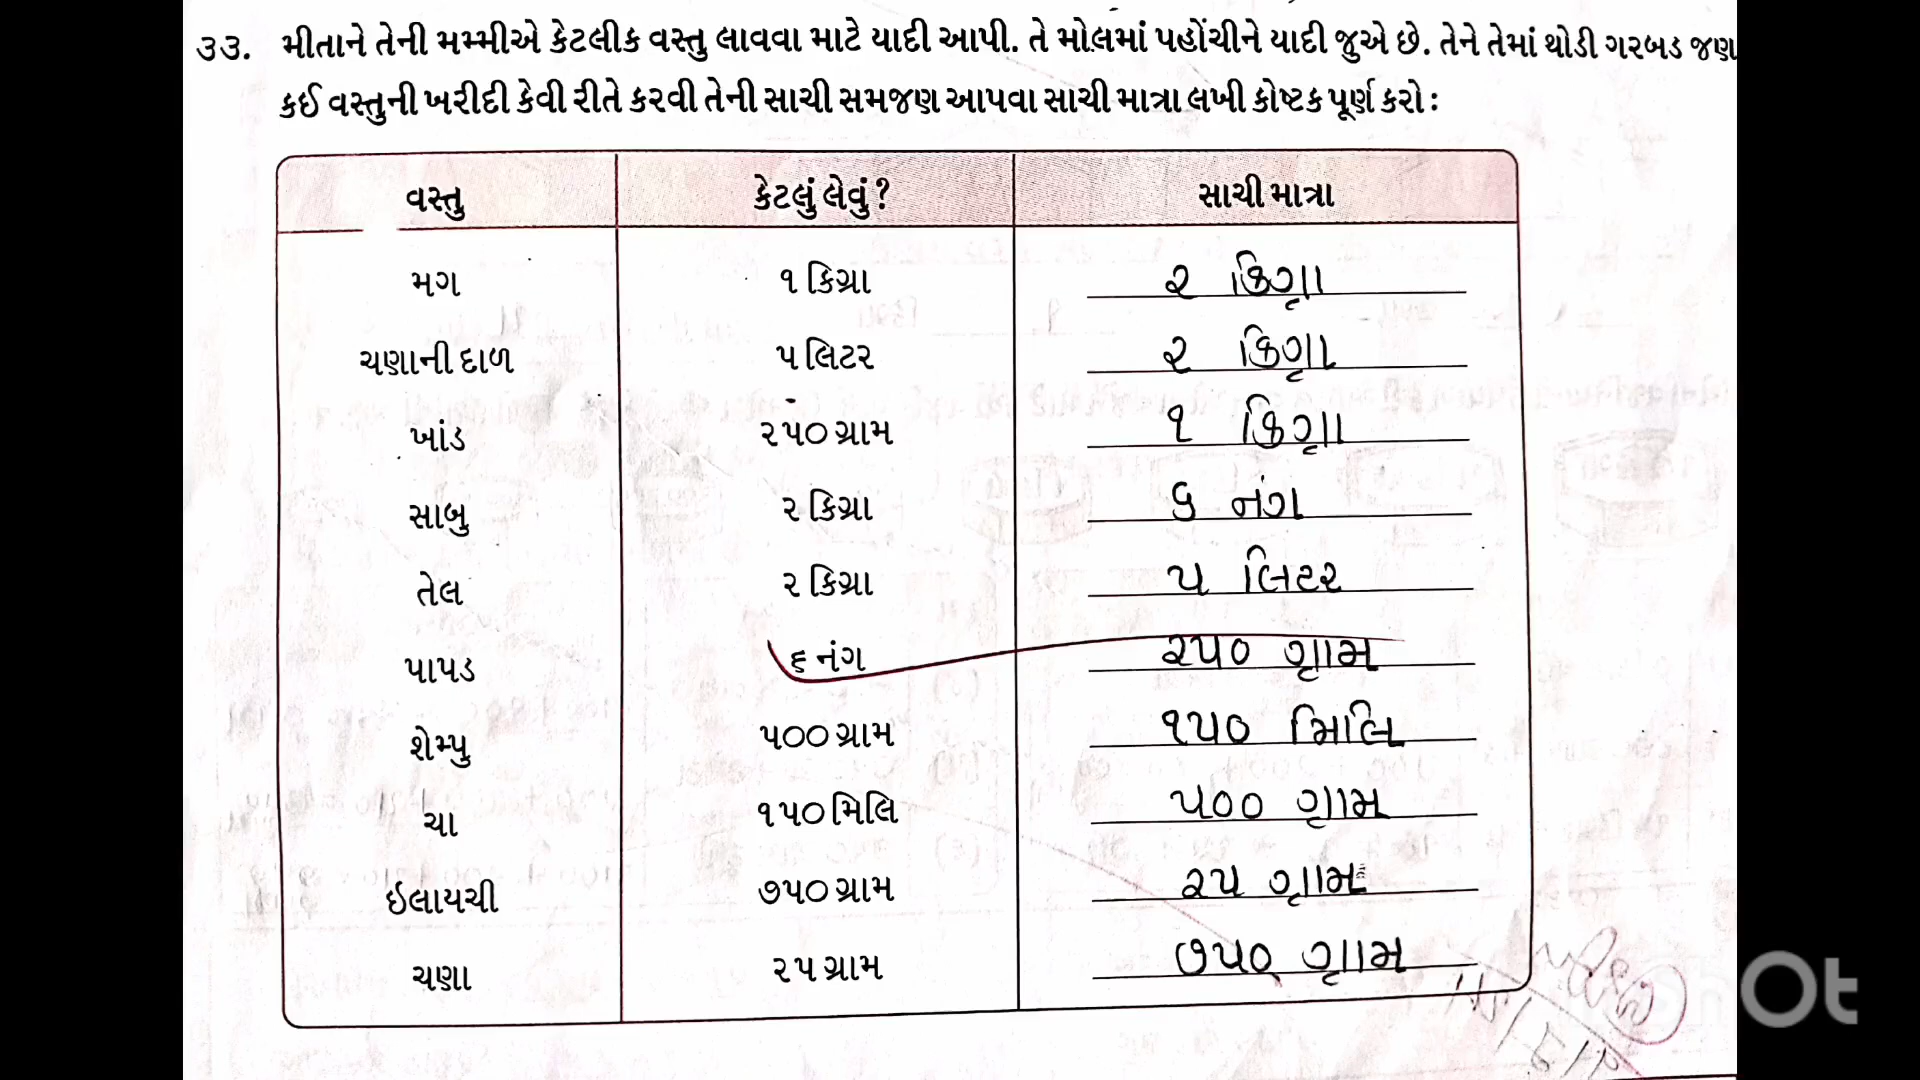 ૩૩. મીતાને તેની મમ્મીએ કેટલીક વસ્તુ લાવવા માટે યાદી આપી. તે મોલમાં પહોંચીને યાદી જુએ છે. તેને તેમાં થોડી ગરબડ જણ
કઈ વસ્તુની ખરીદી કેવી રીતે કરવી તેની સાચી સમજણ આપવા સાચી માત્રા લખી કોષ્ટક પૂર્ણ કરો :
વસ્તુ કેટલું લેવું? સાચી માત્રા
મગ ૧ કિગ્રા ૨ કિગ્રા
ચણાની દાળ ૫ લિટર ૨ કિગ્રા
ખાંડ ૨૫૦ ગ્રામ ૧ કિગ્રા
સાબુ ૨ કિગ્રા ૬ નંગ
તેલ ૨ કિગ્રા ૫ લિટર
પાપડ ૬ નંગ ૨૫૦ ગ્રામ
શેમ્પુ ૫૦૦ ગ્રામ ૧૫૦ મિલિ
ચા ૧૫૦ મિલિ ૫૦૦ ગ્રામ
ઇલાયચી ૭૫૦ ગ્રામ ૨૫ ગ્રામ
ચણા ૨૫ ગ્રામ ૭૫૦ ગ્રામ